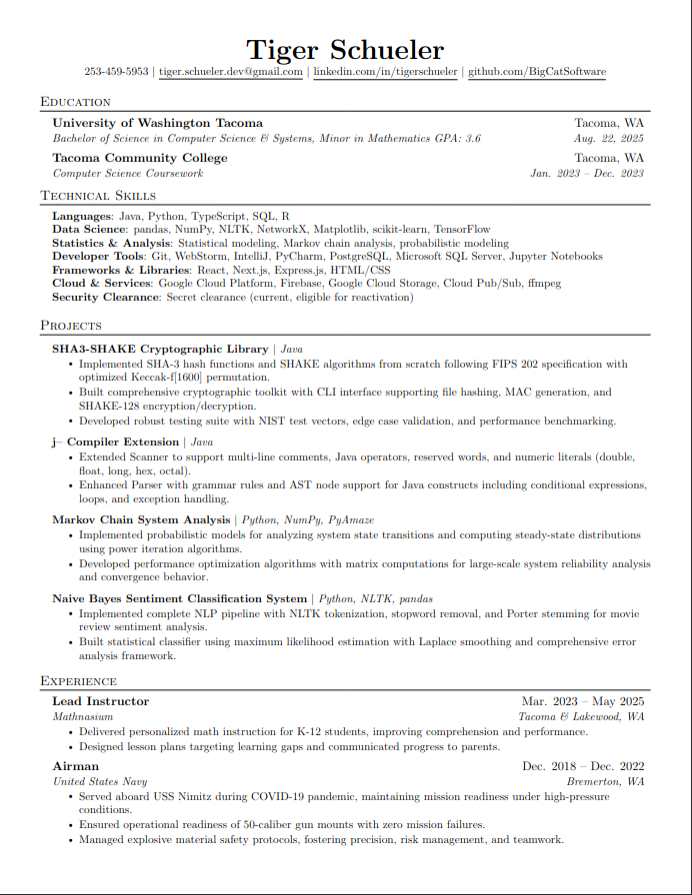 Tiger Schueler
253-459-5953 | tiger.schueler.dev@gmail.com | linkedin.com/in/tigerschueler | github.com/BigCatSoftware
Education
University of Washington Tacoma Tacoma, WA
Bachelor of Science in Computer Science & Systems, Minor in Mathematics GPA: 3.6 Aug. 22, 2025
Tacoma Community College Tacoma, WA
Computer Science Coursework Jan. 2023 – Dec. 2023
Technical Skills
Languages: Java, Python, TypeScript, SQL, R
Data Science: pandas, NumPy, NLTK, NetworkX, Matplotlib, scikit-learn, TensorFlow
Statistics & Analysis: Statistical modeling, Markov chain analysis, probabilistic modeling
Developer Tools: Git, WebStorm, IntelliJ, PyCharm, PostgreSQL, Microsoft SQL Server, Jupyter Notebooks
Frameworks & Libraries: React, Next.js, Express.js, HTML/CSS
Cloud & Services: Google Cloud Platform, Firebase, Google Cloud Storage, Cloud Pub/Sub, ffmpeg
Security Clearance: Secret clearance (current, eligible for reactivation)
Projects
SHA3-SHAKE Cryptographic Library | Java
• Implemented SHA-3 hash functions and SHAKE algorithms from scratch following FIPS 202 specification with
optimized Keccak-f[1600] permutation.
• Built comprehensive cryptographic toolkit with CLI interface supporting file hashing, MAC generation, and
SHAKE-128 encryption/decryption.
• Developed robust testing suite with NIST test vectors, edge case validation, and performance benchmarking.
j– Compiler Extension | Java
• Extended Scanner to support multi-line comments, Java operators, reserved words, and numeric literals (double,
float, long, hex, octal).
• Enhanced Parser with grammar rules and AST node support for Java constructs including conditional expressions,
loops, and exception handling.
Markov Chain System Analysis | Python, NumPy, PyAmaze
• Implemented probabilistic models for analyzing system state transitions and computing steady-state distributions
using power iteration algorithms.
• Developed performance optimization algorithms with matrix computations for large-scale system reliability analysis
and convergence behavior.
Naive Bayes Sentiment Classification System | Python, NLTK, pandas
• Implemented complete NLP pipeline with NLTK tokenization, stopword removal, and Porter stemming for movie
review sentiment analysis.
• Built statistical classifier using maximum likelihood estimation with Laplace smoothing and comprehensive error
analysis framework.
Experience
Lead Instructor Mar. 2023 – May 2025
Mathnasium Tacoma & Lakewood, WA
• Delivered personalized math instruction for K-12 students, improving comprehension and performance.
• Designed lesson plans targeting learning gaps and communicated progress to parents.
Airman Dec. 2018 – Dec. 2022
United States Navy Bremerton, WA
• Served aboard USS Nimitz during COVID-19 pandemic, maintaining mission readiness under high-pressure
conditions.
• Ensured operational readiness of 50-caliber gun mounts with zero mission failures.
• Managed explosive material safety protocols, fostering precision, risk management, and teamwork.